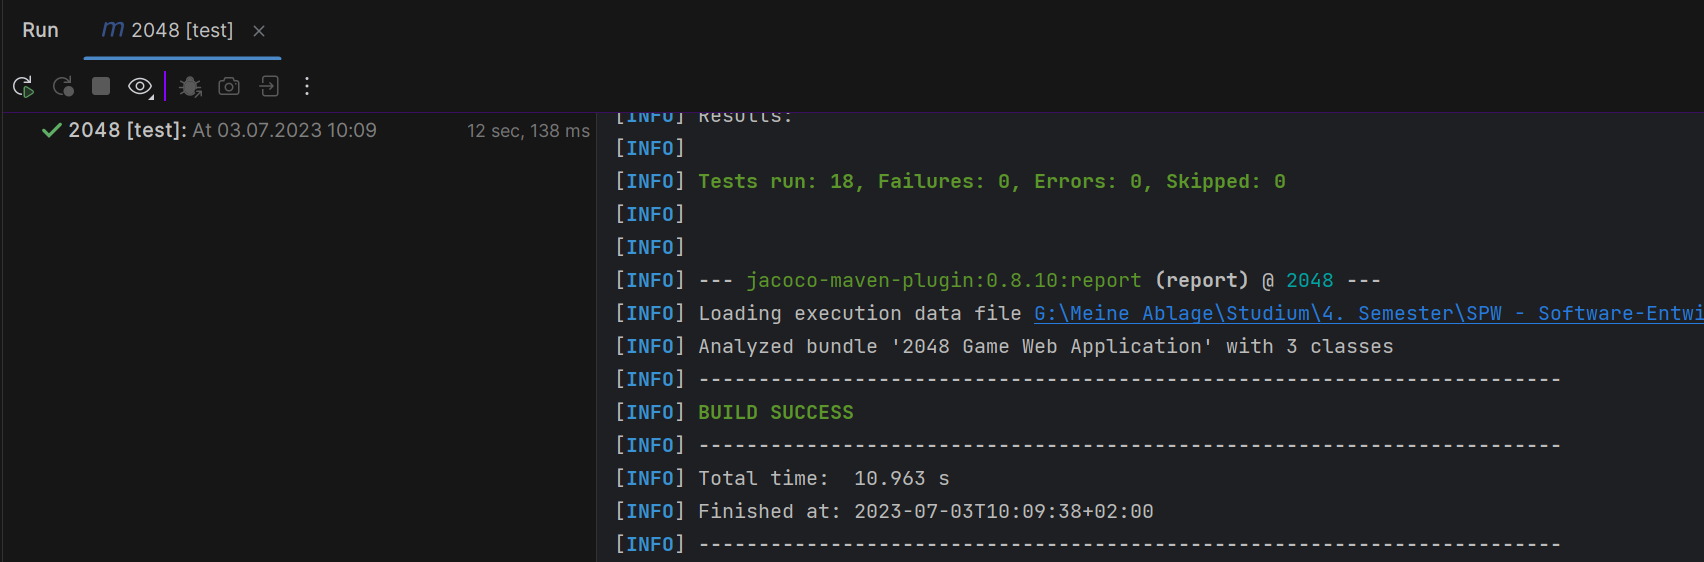 Run
m 2048 [test]
2048 [test]: At 03.07.2023 10:09 12 sec, 138 ms
[INFO] Results:
[INFO]
[INFO] Tests run: 18, Failures: 0, Errors: 0, Skipped: 0
[INFO]
[INFO]
[INFO] --- jacoco-maven-plugin:0.8.10:report (report) @ 2048 ---
[INFO] Loading execution data file G:\Meine Ablage\Studium\4. Semester\SPW - Software-Entwi
[INFO] Analyzed bundle '2048 Game Web Application' with 3 classes
[INFO] ------------------------------------------------------------------------
[INFO] BUILD SUCCESS
[INFO] ------------------------------------------------------------------------
[INFO] Total time:  10.963 s
[INFO] Finished at: 2023-07-03T10:09:38+02:00
[INFO] ------------------------------------------------------------------------